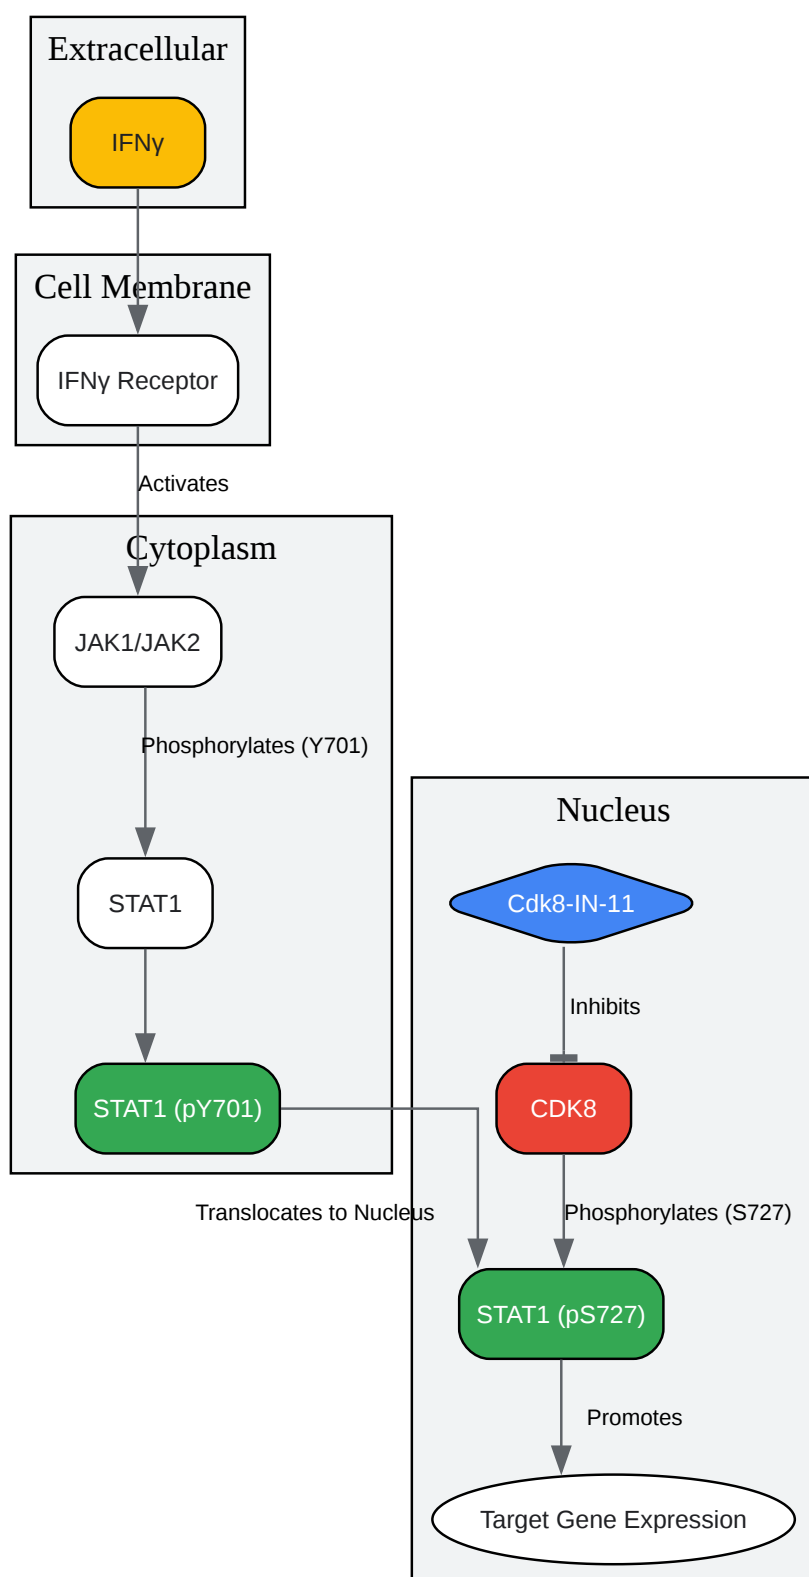 Extracellular
IFNγ
Cell Membrane
IFNγ Receptor
Activates
Cytoplasm
JAK1/JAK2
Phosphorylates (Y701)
STAT1
STAT1 (pY701)
Translocates to Nucleus
Nucleus
Cdk8-IN-11
Inhibits
CDK8
Phosphorylates (S727)
STAT1 (pS727)
Promotes
Target Gene Expression